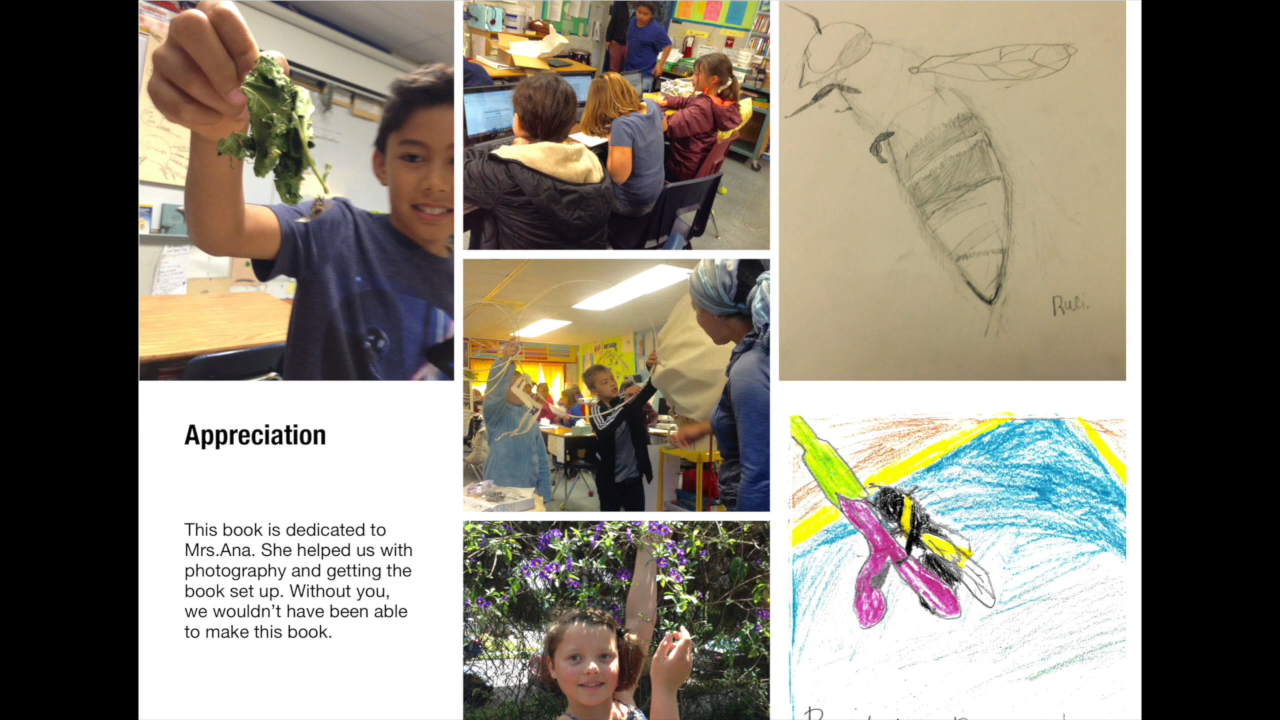 Appreciation
This book is dedicated to
Mrs.Ana. She helped us with
photography and getting the
book set up. Without you,
we wouldn't have been able
to make this book.